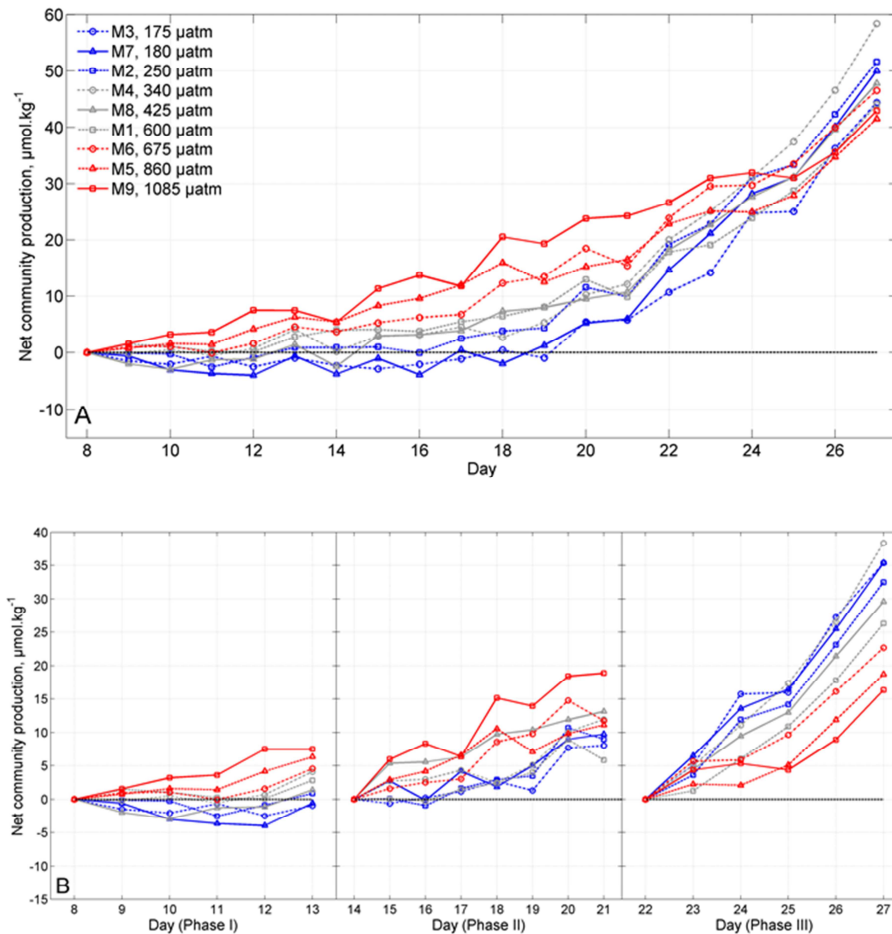 Net community production, µmol.kg-1
60
50
40
30
20
10
0
-10
M3, 175 µatm
M7, 180 µatm
M2, 250 µatm
M4, 340 µatm
M8, 425 µatm
M1, 600 µatm
M6, 675 µatm
M5, 860 µatm
M9, 1085 µatm
A
8 10 12 14 16 18 20 22 24 26
Day
Net community production, µmol.kg-1
40
35
30
25
20
15
10
5
0
-5
-10
-15
B
8 9 10 11 12 13 14 15 16 17 18 19 20 21 22 23 24 25 26 27
Day (Phase I) Day (Phase II) Day (Phase III)